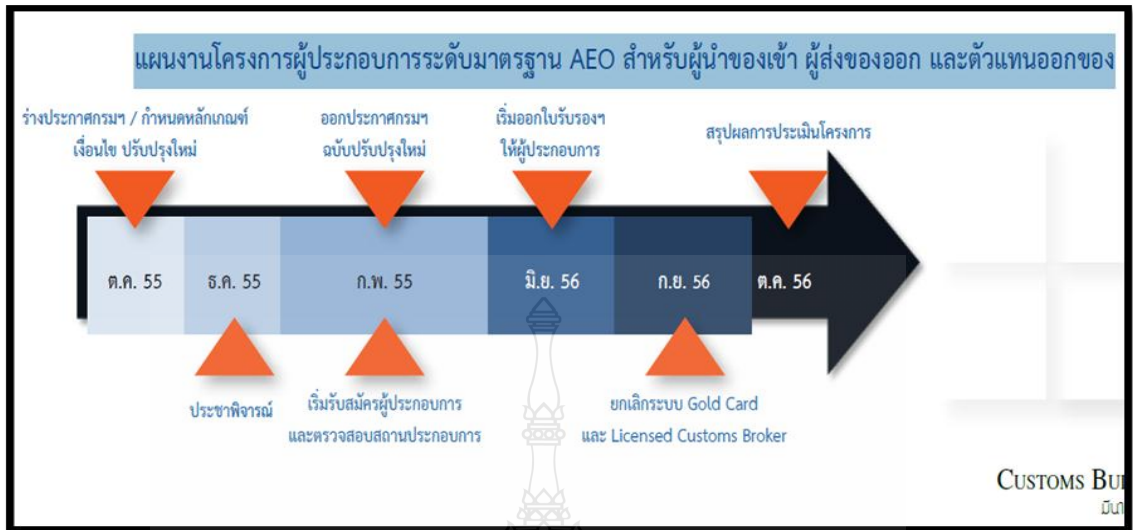 แผนงานโครงการผู้ประกอบการระดับมาตรฐาน AEO สำหรับผู้นำของเข้า ผู้ส่งของออก และตัวแทนออกของ
ร่างประกาศกรมฯ / กำหนดหลักเกณฑ์
เงื่อนไข ปรับปรุงใหม่
ออกประกาศกรมฯ
ฉบับปรับปรุงใหม่
เริ่มออกใบรับรองฯ
ให้ผู้ประกอบการ
สรุปผลการประเมินโครงการ
ต.ค. 55
ธ.ค. 55
ก.พ. 55
มิ.ย. 56
ก.ย. 56
ต.ค. 56
ประชาพิจารณ์
เริ่มรับสมัครผู้ประกอบการ
และตรวจสอบสถานประกอบการ
ยกเลิกระบบ Gold Card
และ Licensed Customs Broker
CUSTOMS